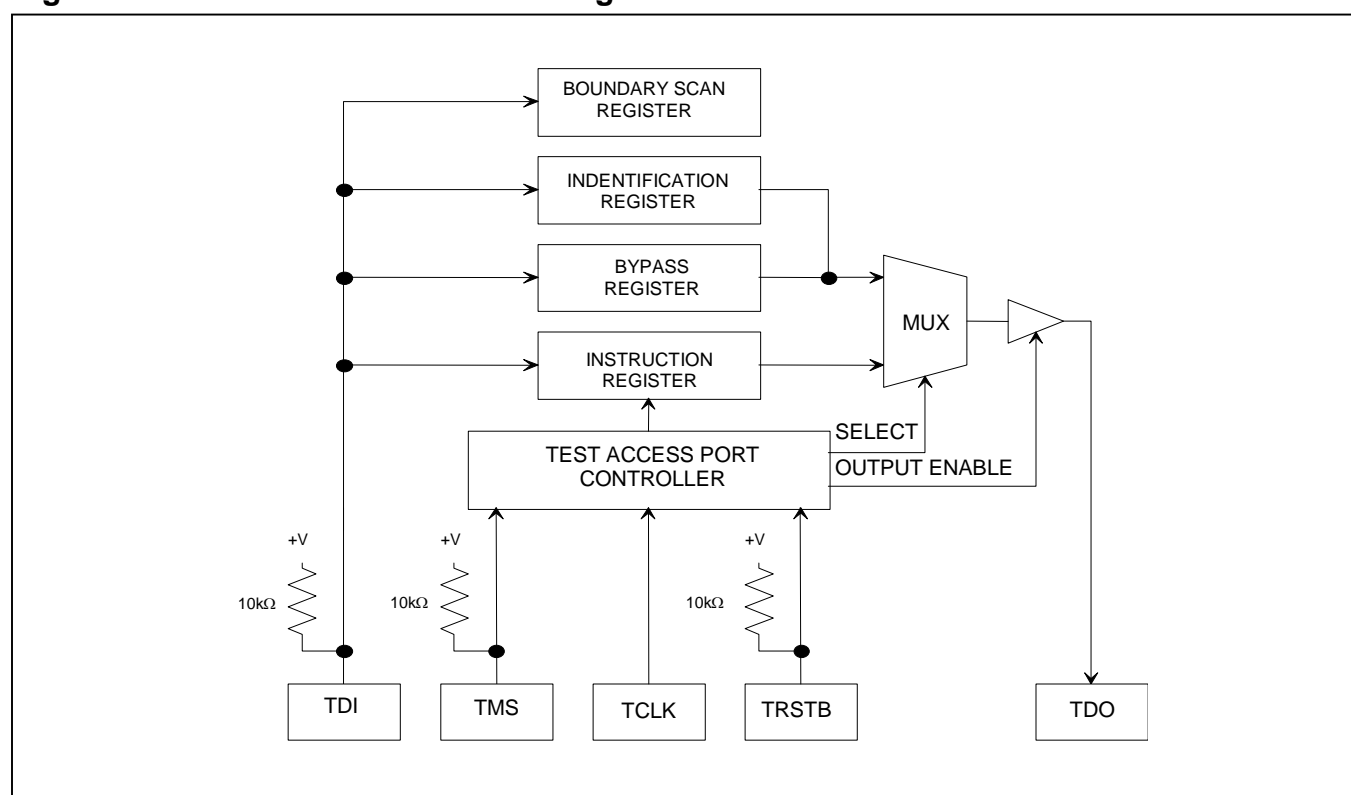 BOUNDARY SCAN
REGISTER
INDENTIFICATION
REGISTER
BYPASS
REGISTER
MUX
INSTRUCTION
REGISTER
SELECT
TEST ACCESS PORT
CONTROLLER
OUTPUT ENABLE
+V
+V
+V
10kΩ
10kΩ
10kΩ
TDI
TMS
TCLK
TRSTB
TDO